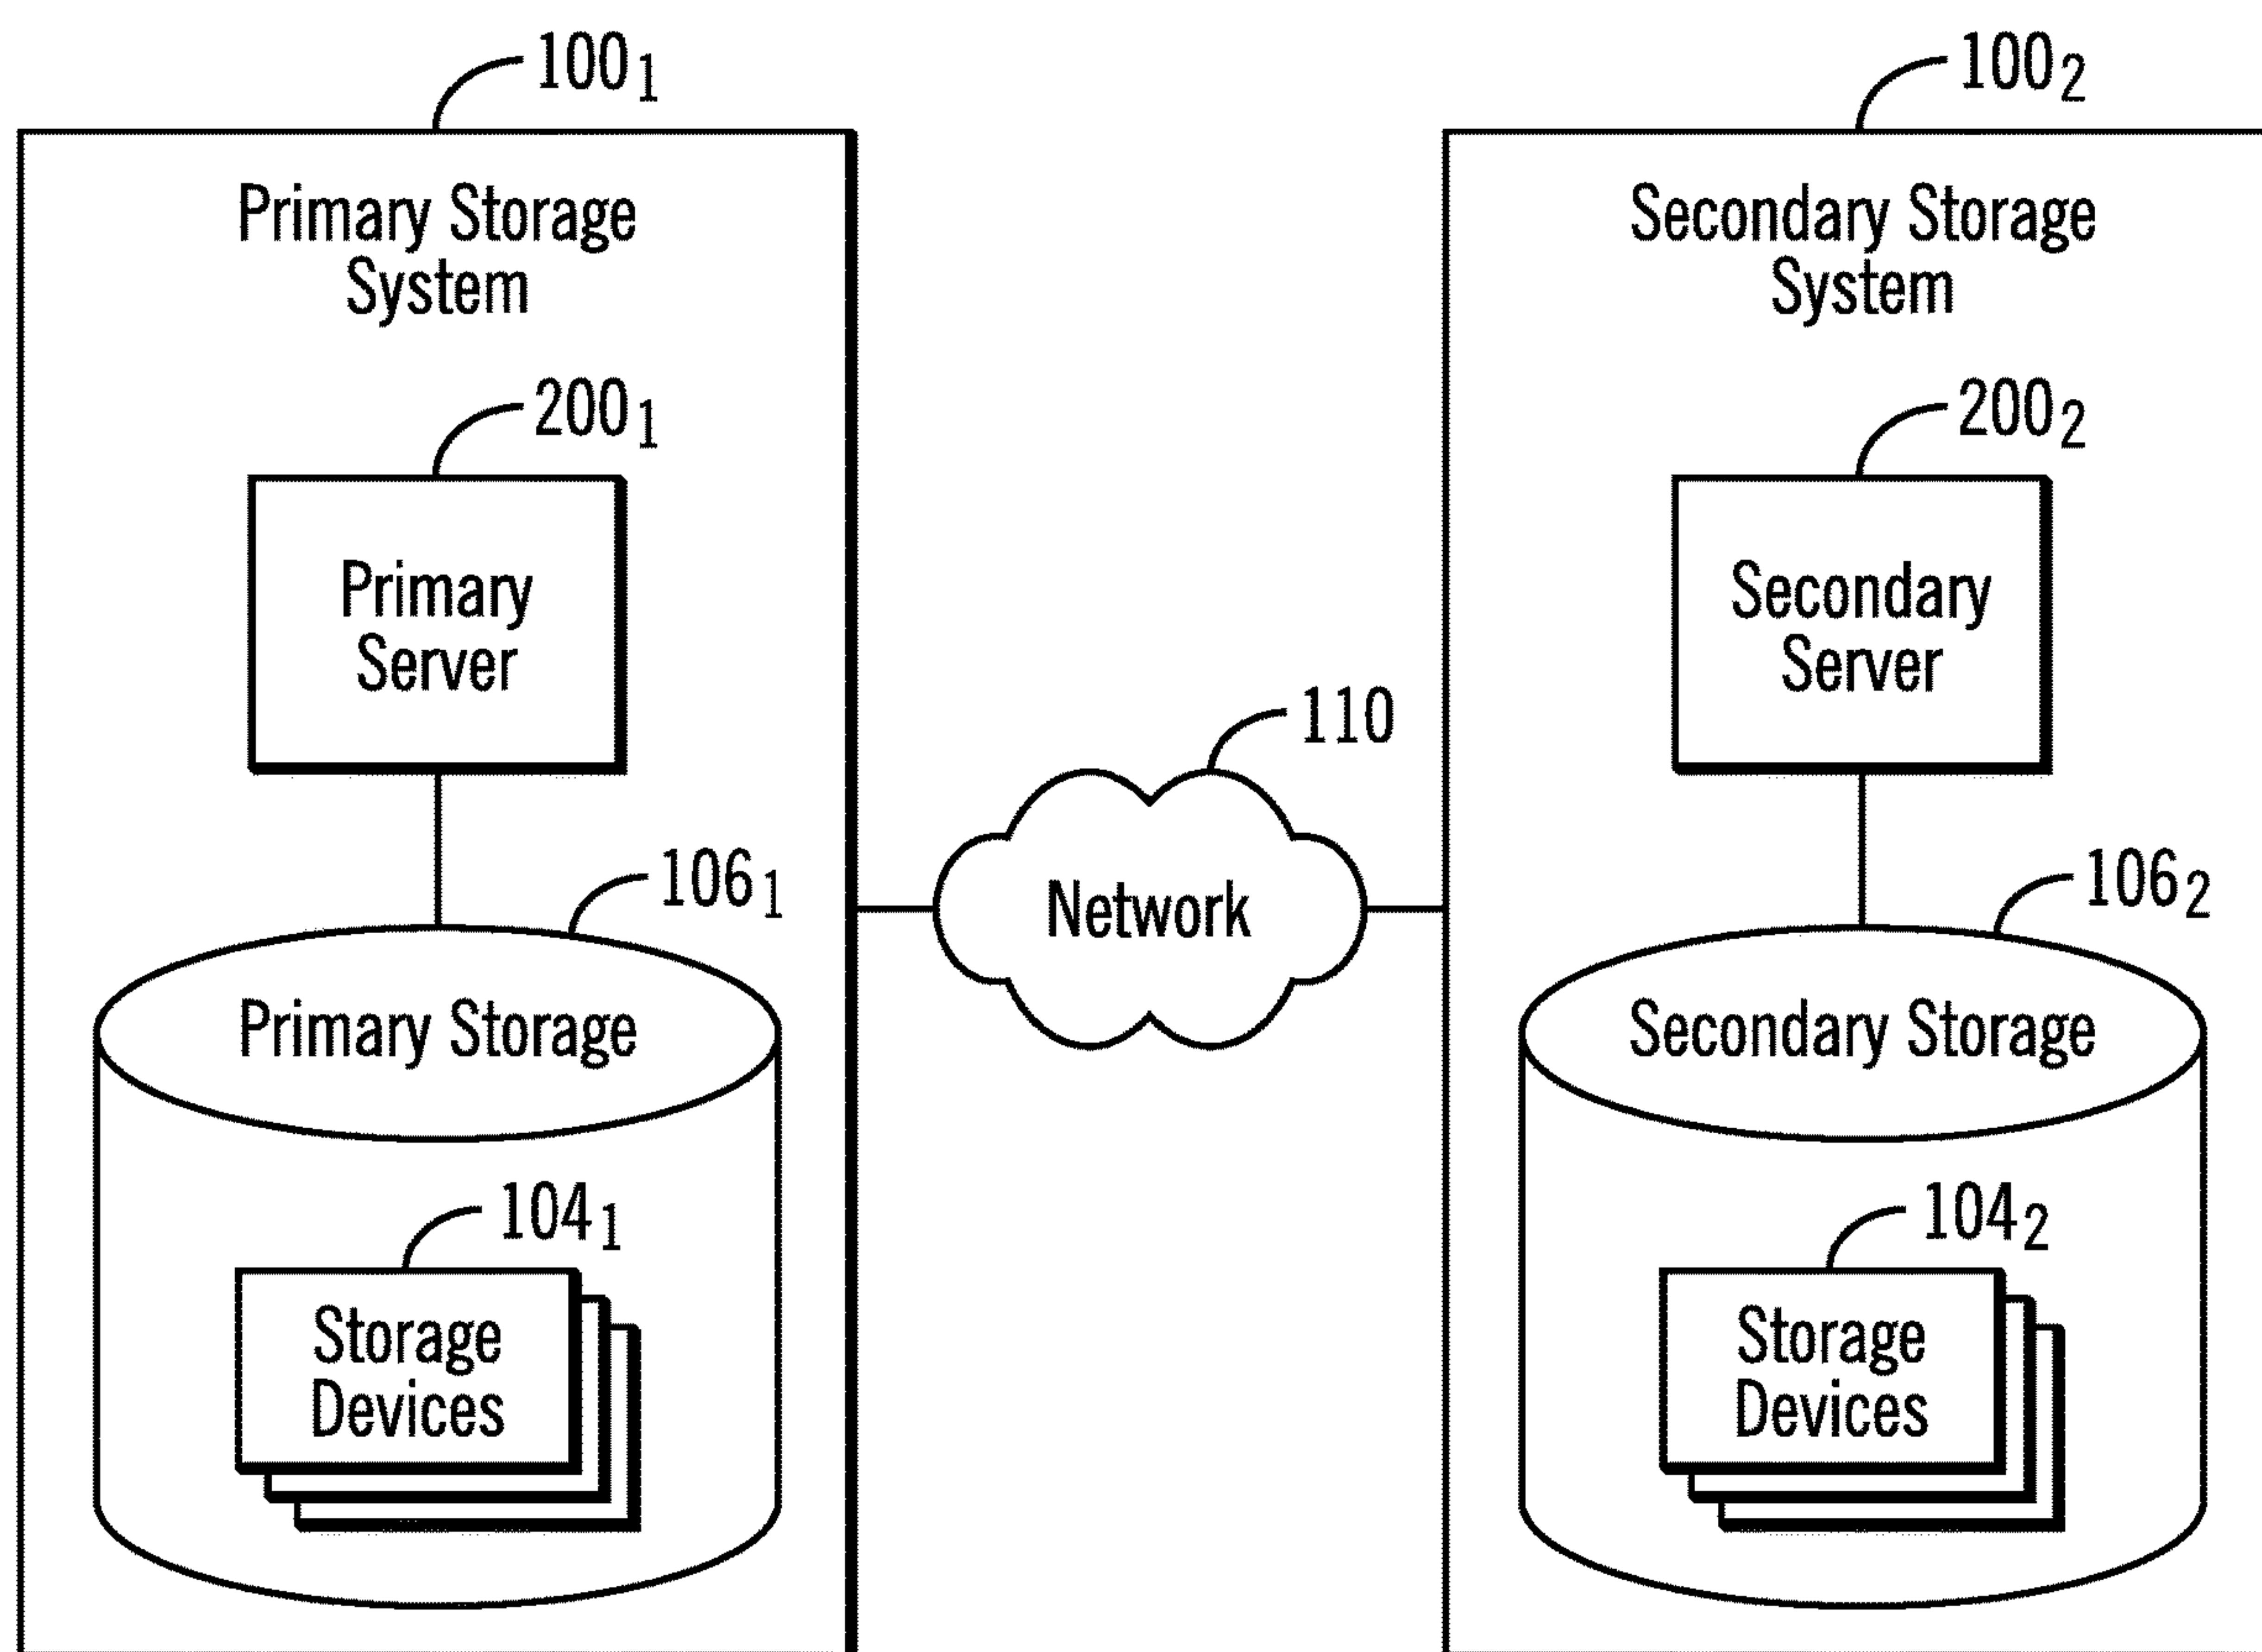 100₁
Primary Storage
System
200₁
Primary
Server
106₁
Primary Storage
104₁
Storage
Devices
110
Network
100₂
Secondary Storage
System
200₂
Secondary
Server
106₂
Secondary Storage
104₂
Storage
Devices